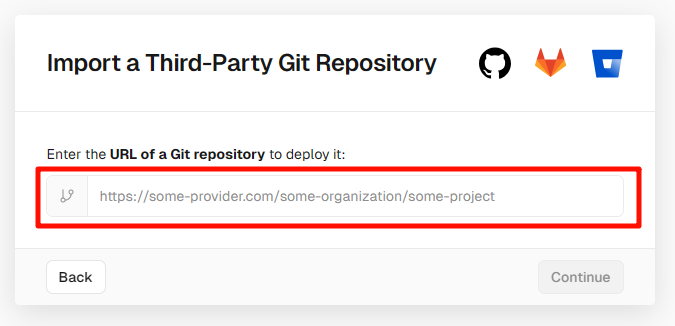 Import a Third-Party Git Repository
Enter the URL of a Git repository to deploy it:
https://some-provider.com/some-organization/some-project
Back
Continue